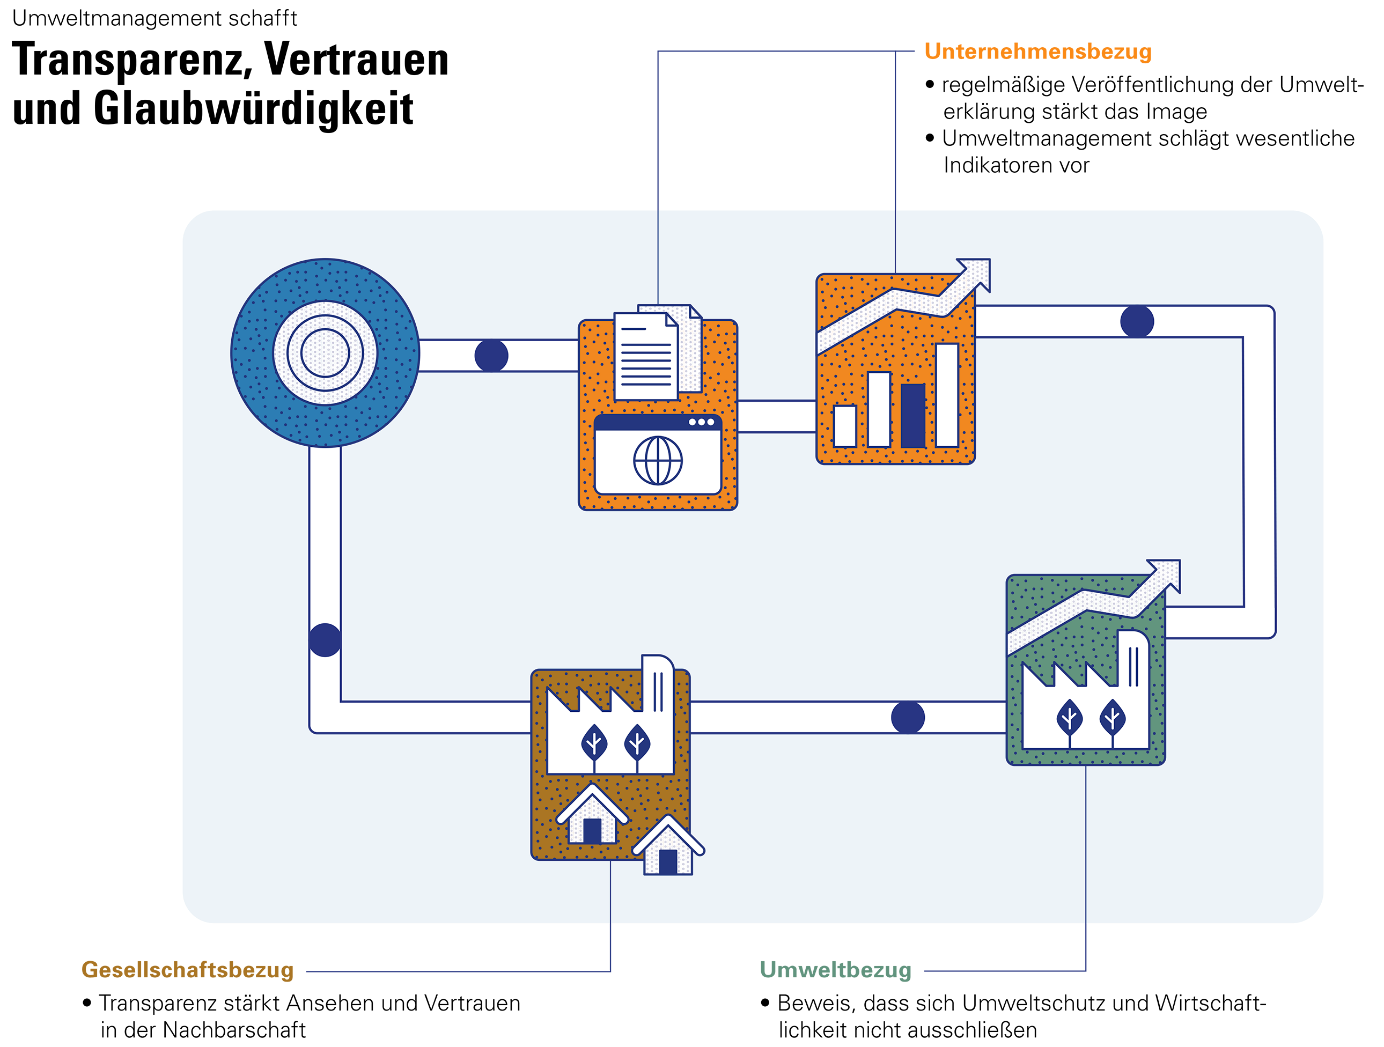 Umweltmanagement schafft
Transparenz, Vertrauen
und Glaubwürdigkeit
Unternehmensbezug
• regelmäßige Veröffentlichung der Umwelt-
erklärung stärkt das Image
• Umweltmanagement schlägt wesentliche
Indikatoren vor
Gesellschaftsbezug
• Transparenz stärkt Ansehen und Vertrauen
in der Nachbarschaft
Umweltbezug
• Beweis, dass sich Umweltschutz und Wirtschaft-
lichkeit nicht ausschließen